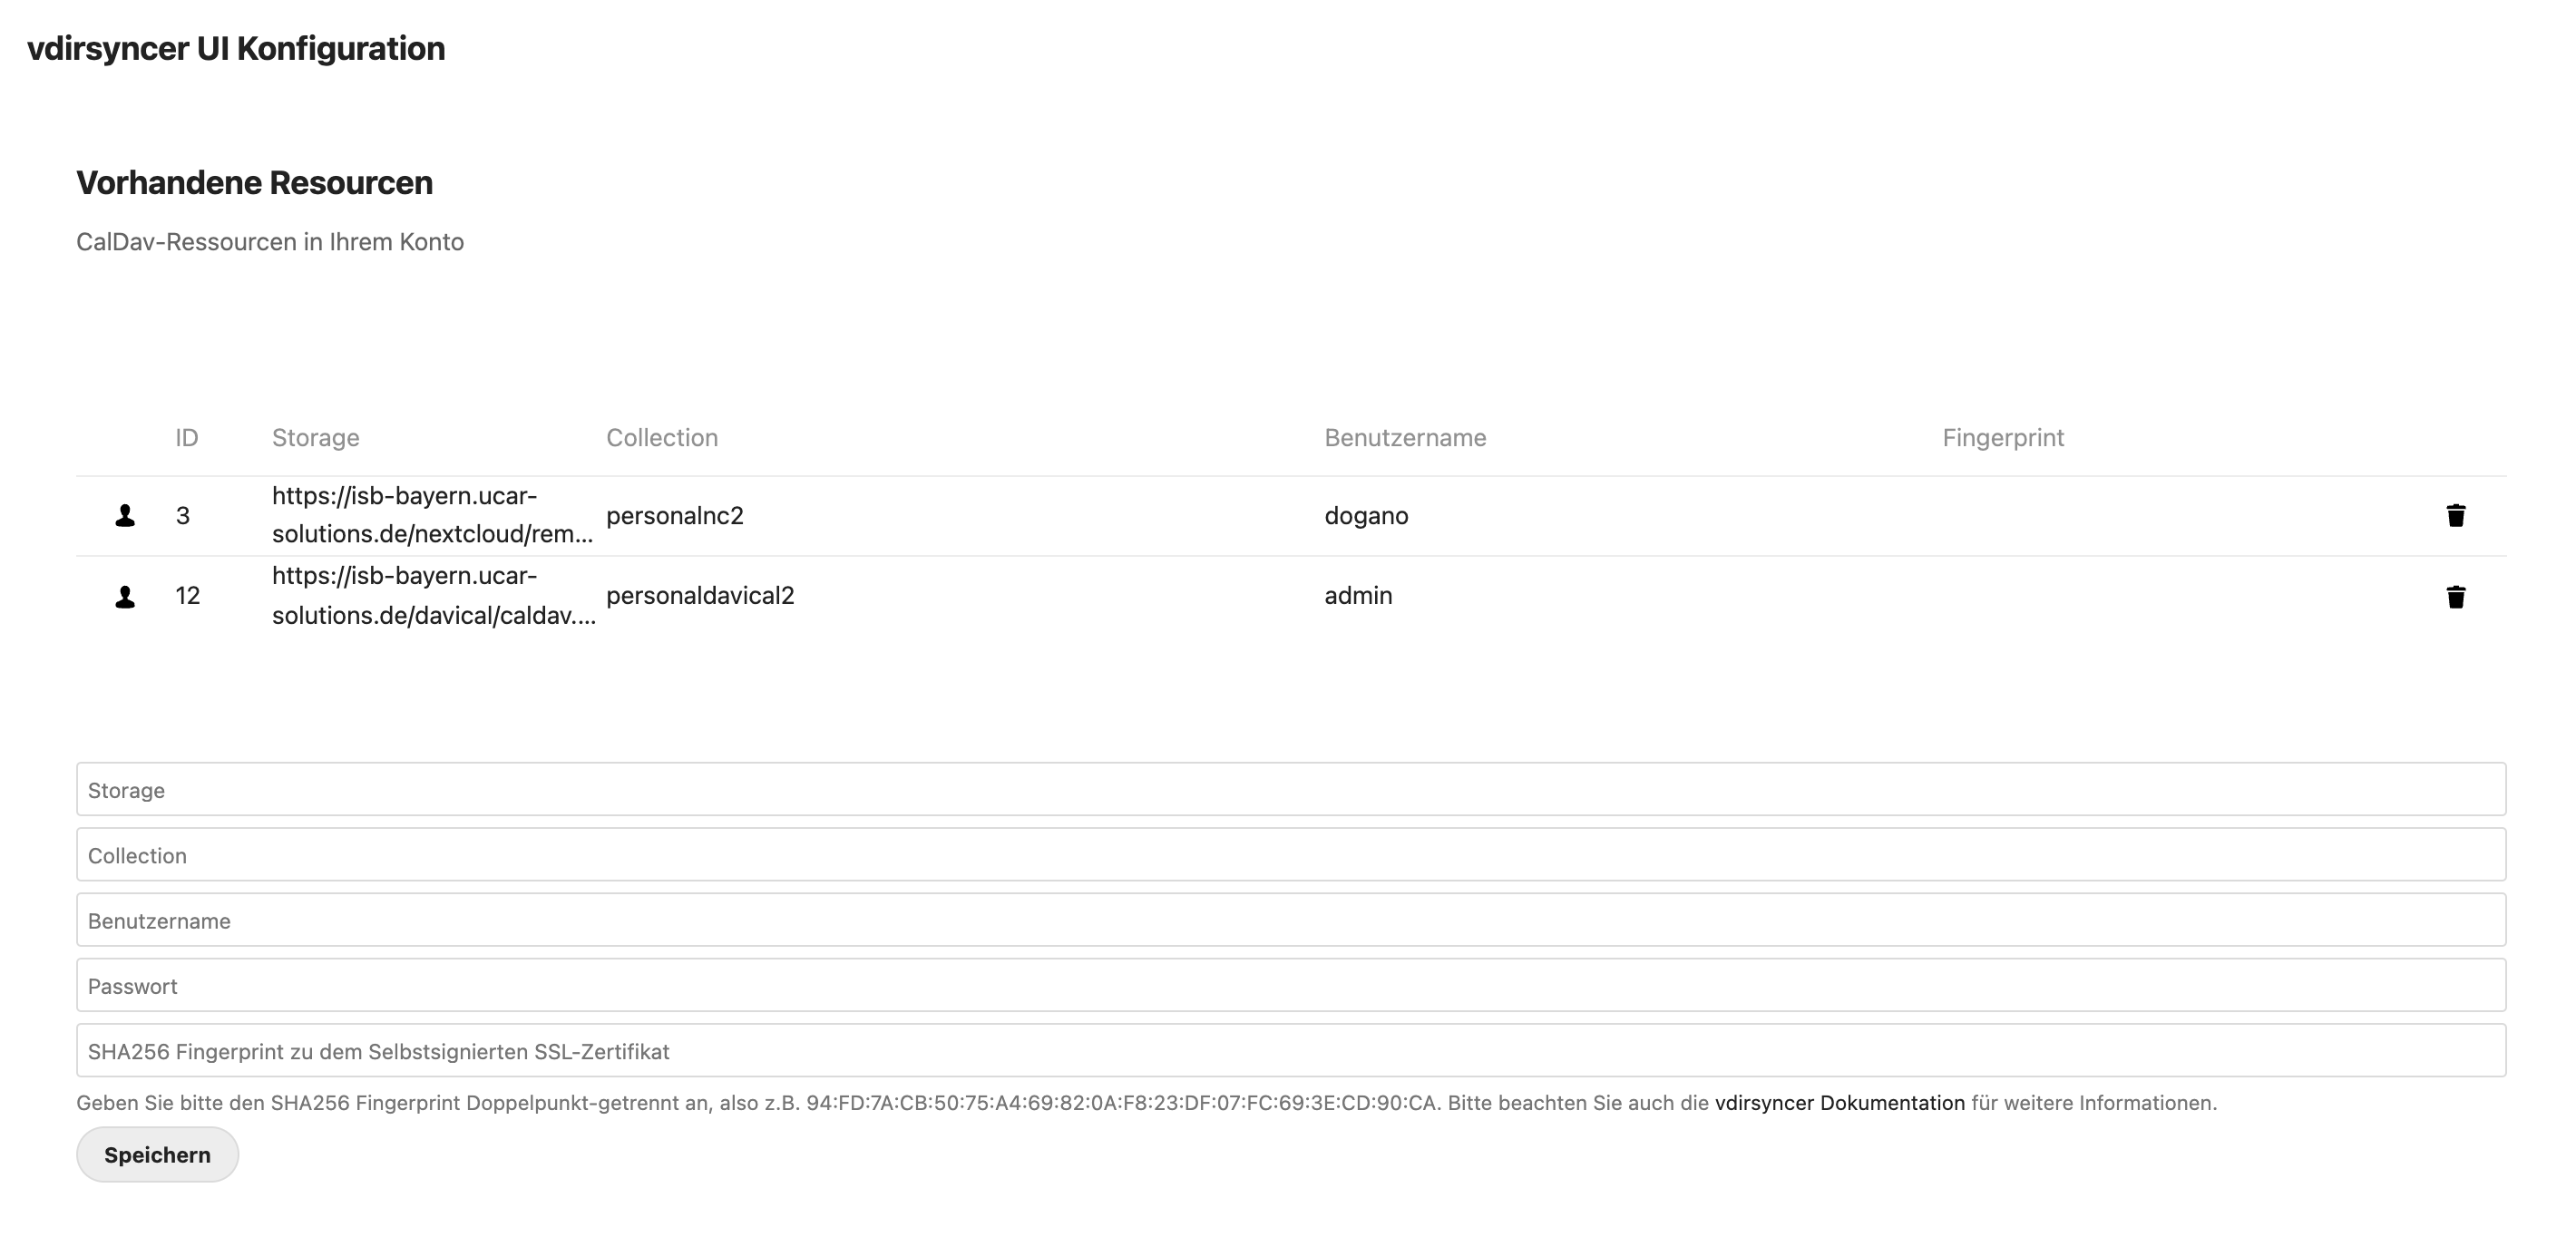 vdirsyncer UI Konfiguration
Vorhandene Resourcen
CalDav-Ressourcen in Ihrem Konto
ID Storage Collection Benutzername Fingerprint
3 https://isb-bayern.ucar-
solutions.de/nextcloud/rem... personalnc2 dogano
12 https://isb-bayern.ucar-
solutions.de/davical/caldav.... personaldavical2 admin
Storage
Collection
Benutzername
Passwort
SHA256 Fingerprint zu dem Selbstsignierten SSL-Zertifikat
Geben Sie bitte den SHA256 Fingerprint Doppelpunkt-getrennt an, also z.B. 94:FD:7A:CB:50:75:A4:69:82:0A:F8:23:DF:07:FC:69:3E:CD:90:CA. Bitte beachten Sie auch die vdirsyncer Dokumentation für weitere Informationen.
Speichern